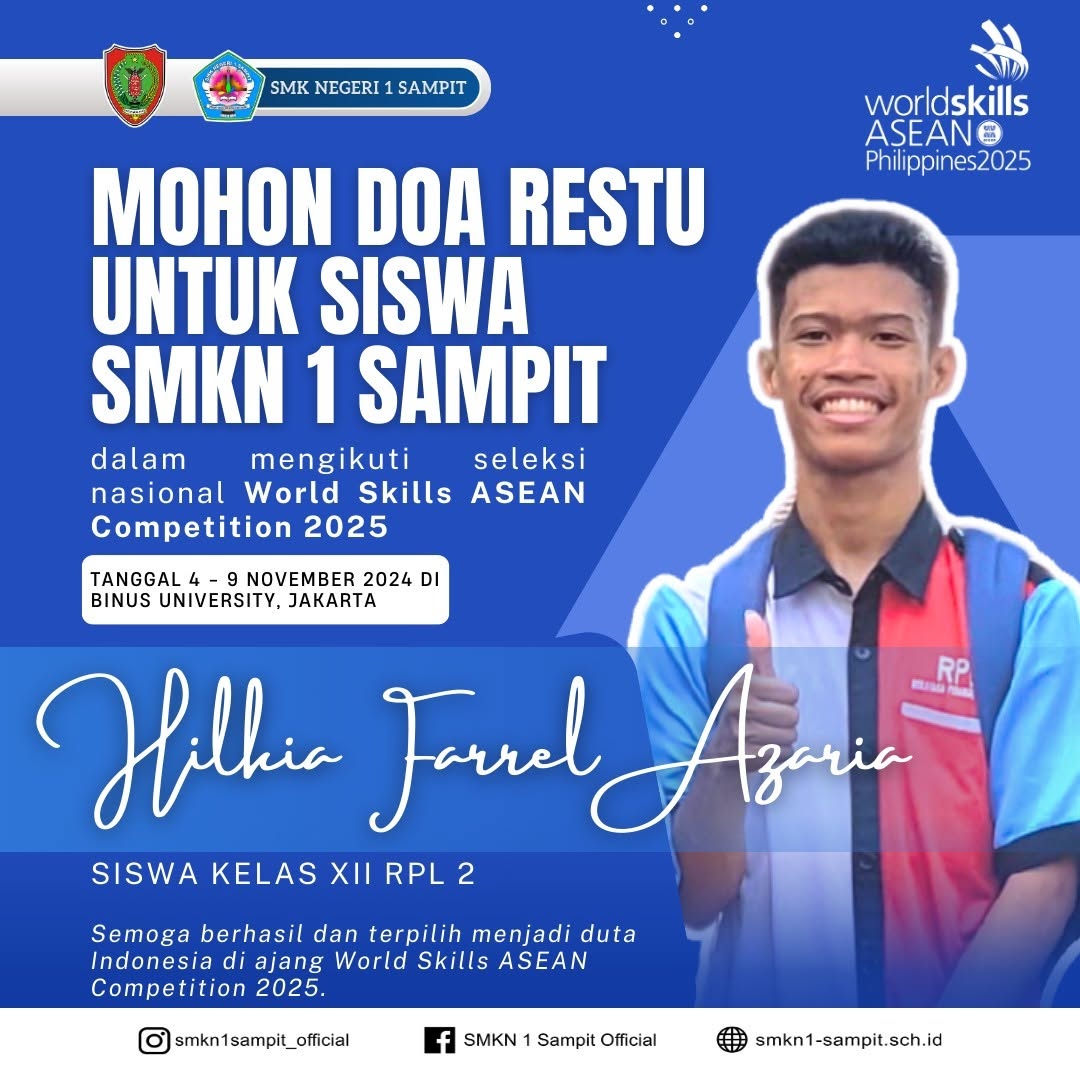 SMK NEGERI 1 SAMPIT
worldskills
ASEAN
Philippines2025
MOHON DOA RESTU
UNTUK SISWA
SMKN 1 SAMPIT
dalam mengikuti seleksi
nasional World Skills ASEAN
Competition 2025
TANGGAL 4 – 9 NOVEMBER 2024 DI
BINUS UNIVERSITY, JAKARTA
Hilkia Farrel Azaria
SISWA KELAS XII RPL 2
Semoga berhasil dan terpilih menjadi duta
Indonesia di ajang World Skills ASEAN
Competition 2025.
smkn1sampit_official
SMKN 1 Sampit Official
smkn1-sampit.sch.id